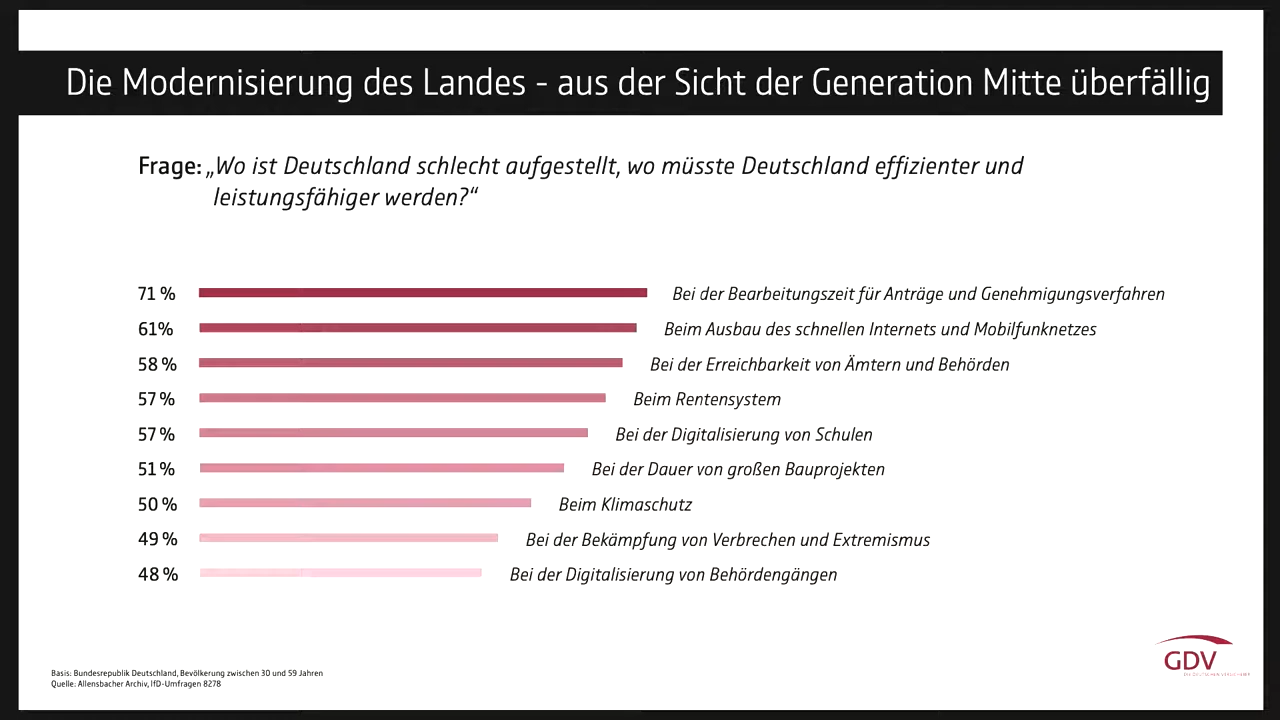 Die Modernisierung des Landes - aus der Sicht der Generation Mitte überfällig
Frage: „Wo ist Deutschland schlecht aufgestellt, wo müsste Deutschland effizienter und
leistungsfähiger werden?“
71 % Bei der Bearbeitungszeit für Anträge und Genehmigungsverfahren
61% Beim Ausbau des schnellen Internets und Mobilfunknetzes
58 % Bei der Erreichbarkeit von Ämtern und Behörden
57 % Beim Rentensystem
57 % Bei der Digitalisierung von Schulen
51 % Bei der Dauer von großen Bauprojekten
50 % Beim Klimaschutz
49 % Bei der Bekämpfung von Verbrechen und Extremismus
48 % Bei der Digitalisierung von Behördengängen
Basis: Bundesrepublik Deutschland, Bevölkerung zwischen 30 und 59 Jahren
Quelle: Allensbacher Archiv, IfD-Umfragen 8278
GDV
DIE DEUTSCHEN VERSICHERER